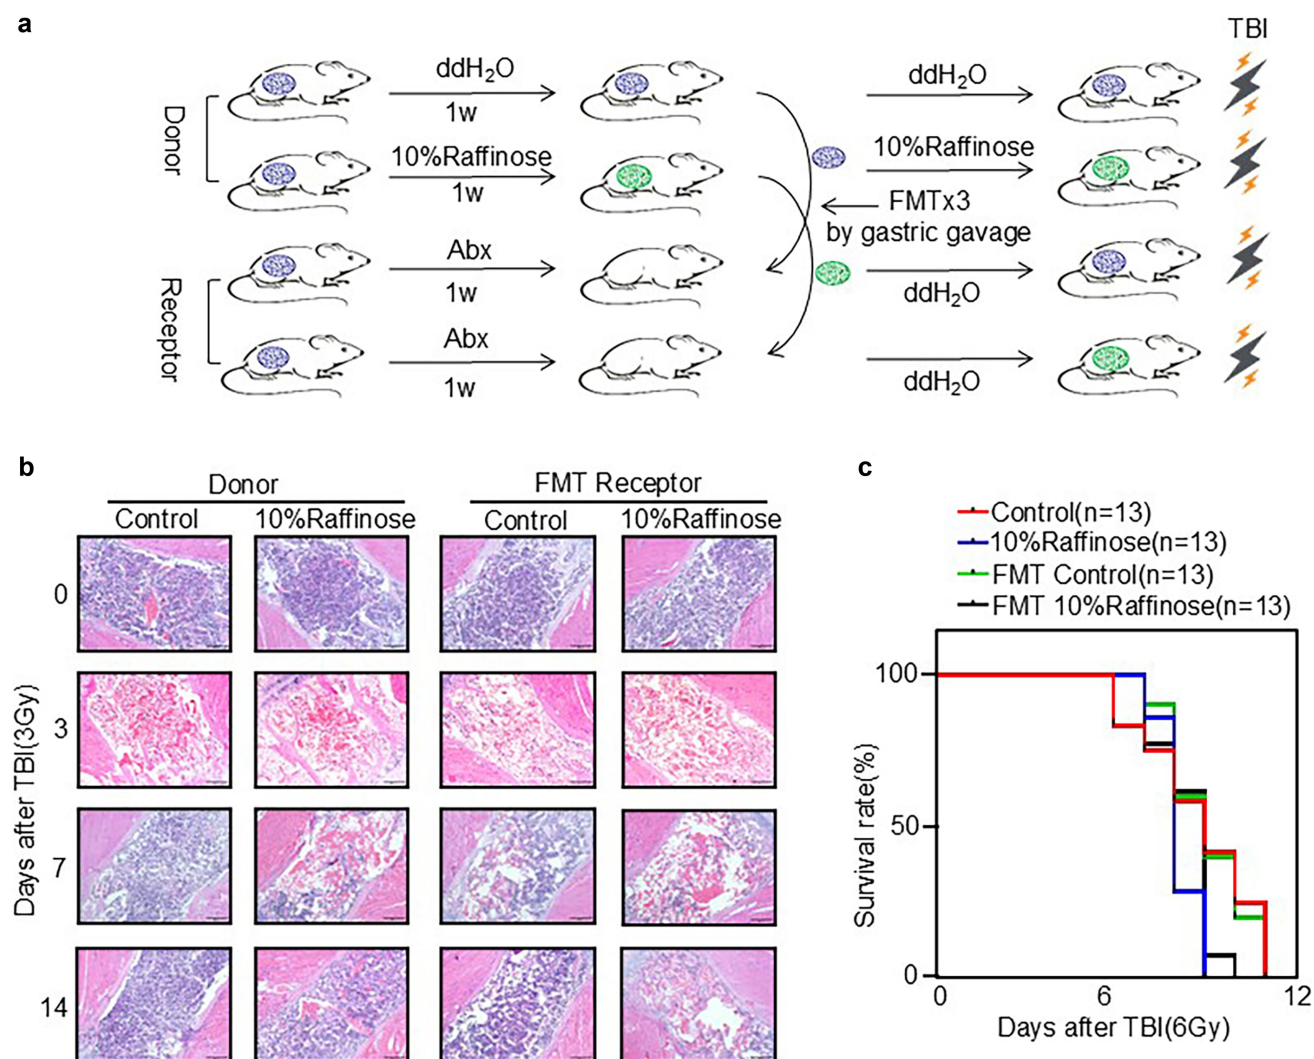 a
TBI
Donor
ddH2O
1w
ddH2O
10%Raffinose
1w
10%Raffinose
FMTx3
by gastric gavage
Receptor
Abx
1w
ddH2O
Abx
1w
ddH2O
b
Donor
FMT Receptor
Control
10%Raffinose
Control
10%Raffinose
Days after TBI(3Gy)
0
3
7
14
c
Control(n=13)
10%Raffinose(n=13)
FMT Control(n=13)
FMT 10%Raffinose(n=13)
Survival rate(%)
100
50
0
0
6
12
Days after TBI(6Gy)